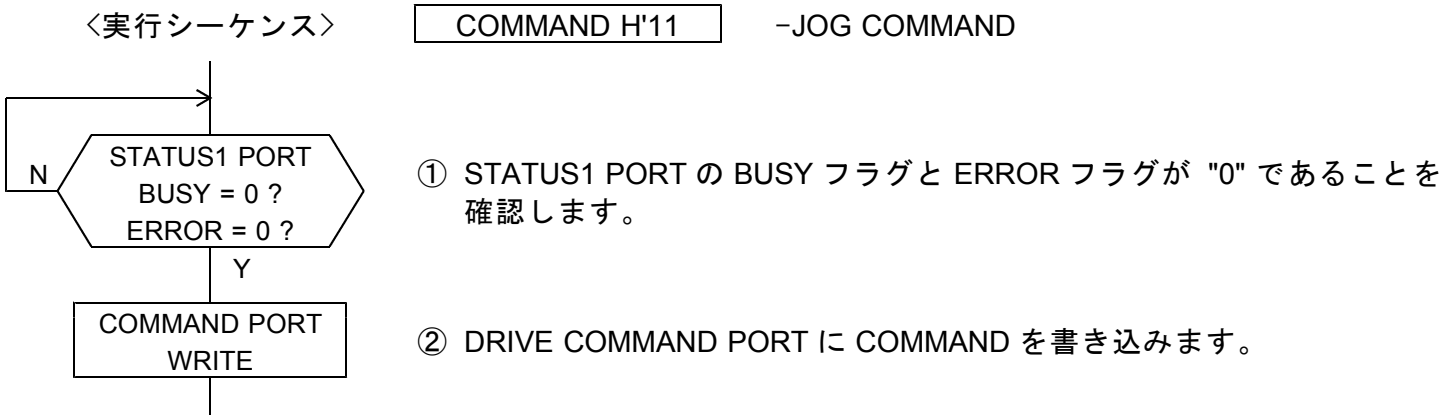 〈実行シーケンス〉 COMMAND H'11 -JOG COMMAND
N
STATUS1 PORT
BUSY = 0 ?
ERROR = 0 ?
① STATUS1 PORT の BUSY フラグと ERROR フラグが "0" であることを
確認します。
Y
COMMAND PORT
WRITE
② DRIVE COMMAND PORT に COMMAND を書き込みます。